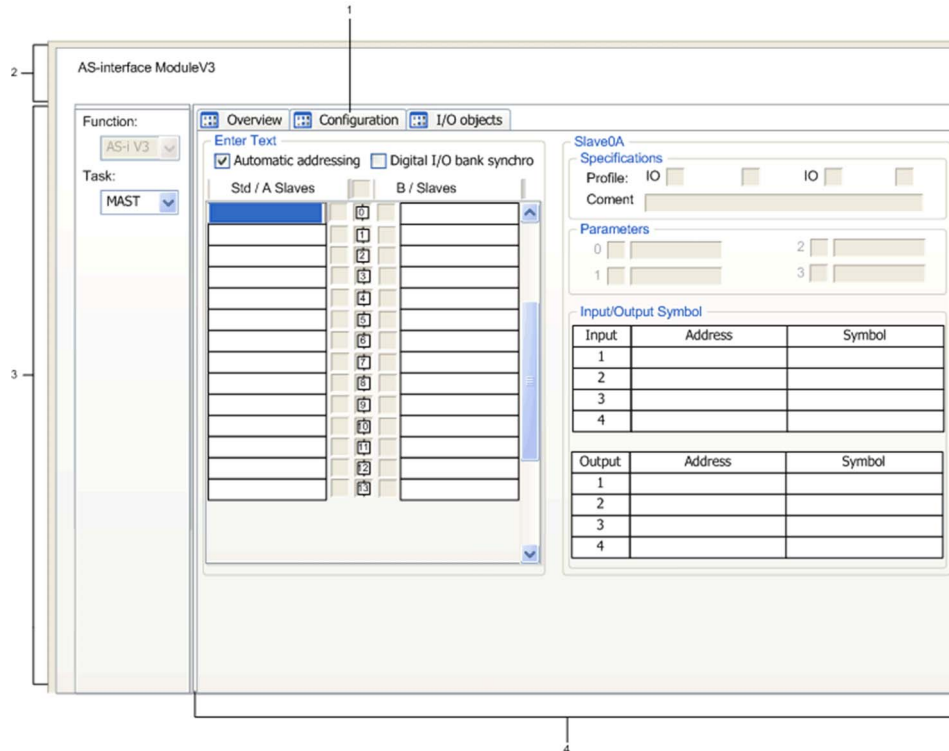 1
2
AS-interface ModuleV3
3
Function:
AS-i V3
Task:
MAST
Overview Configuration I/O objects
Enter Text
Automatic addressing Digital I/O bank synchro
Std / A Slaves B / Slaves
0
1
2
3
4
5
6
7
8
9
10
11
12
13
Slave0A
Specifications
Profile: IO IO
Coment
Parameters
0 2
1 3
Input/Output Symbol
Input Address Symbol
1
2
3
4
Output Address Symbol
1
2
3
4
4